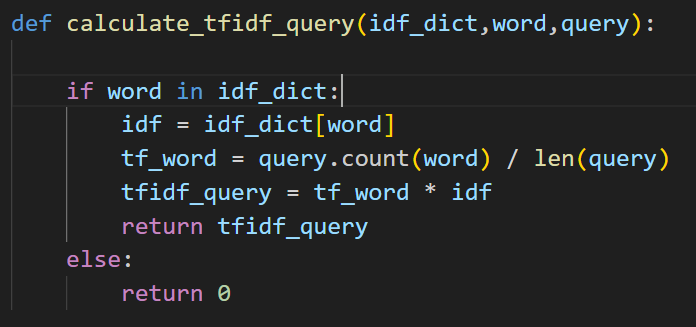 def calculate_tfidf_query(idf_dict,word,query):
    if word in idf_dict:
        idf = idf_dict[word]
        tf_word = query.count(word) / len(query)
        tfidf_query = tf_word * idf
        return tfidf_query
    else:
        return 0